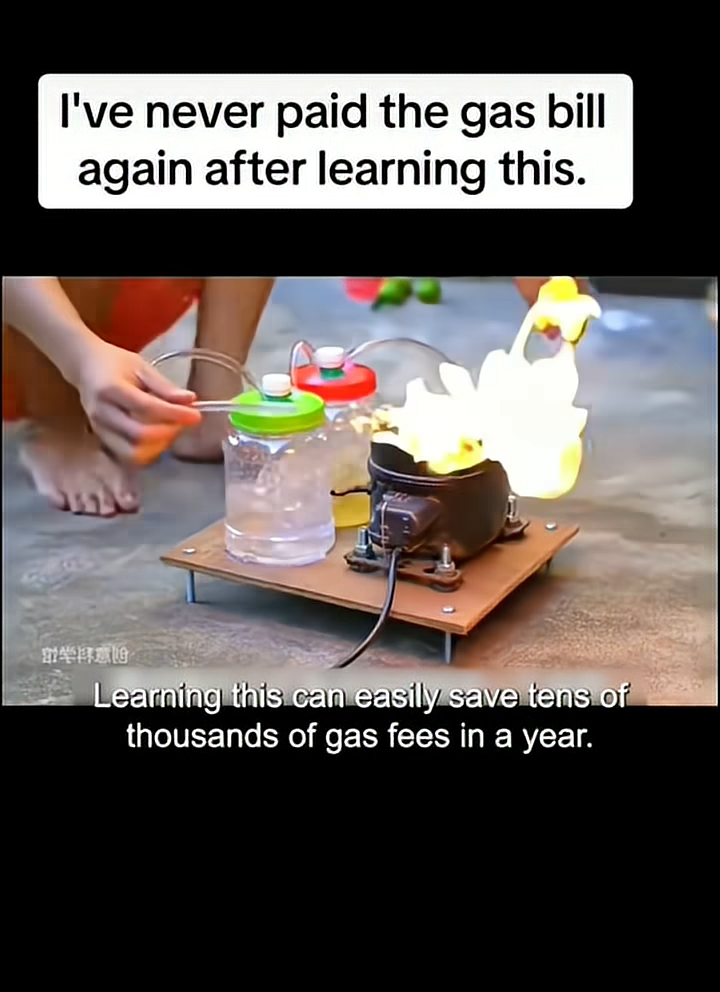 I've never paid the gas bill
again after learning this.
Learning this can easily save tens of
thousands of gas fees in a year.